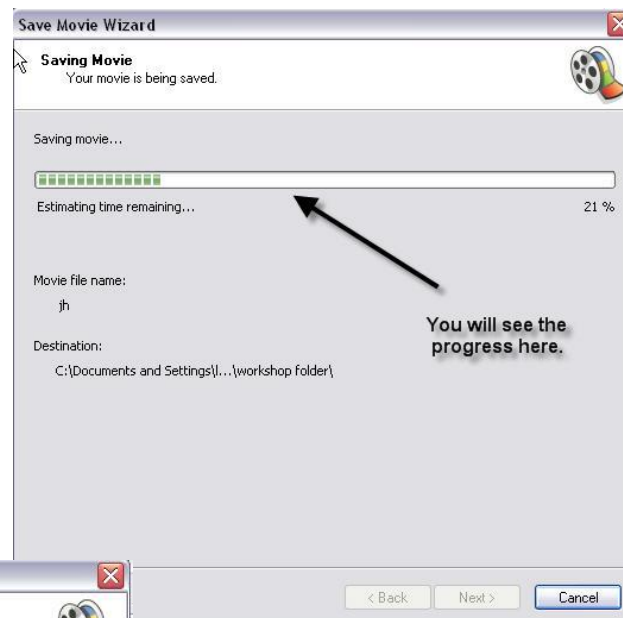 Save Movie Wizard
Saving Movie
Your movie is being saved.
Saving movie...
Estimating time remaining...
21 %
Movie file name:
jh
You will see the
progress here.
Destination:
C:\Documents and Settings\l...\workshop folder\
< Back
Next >
Cancel